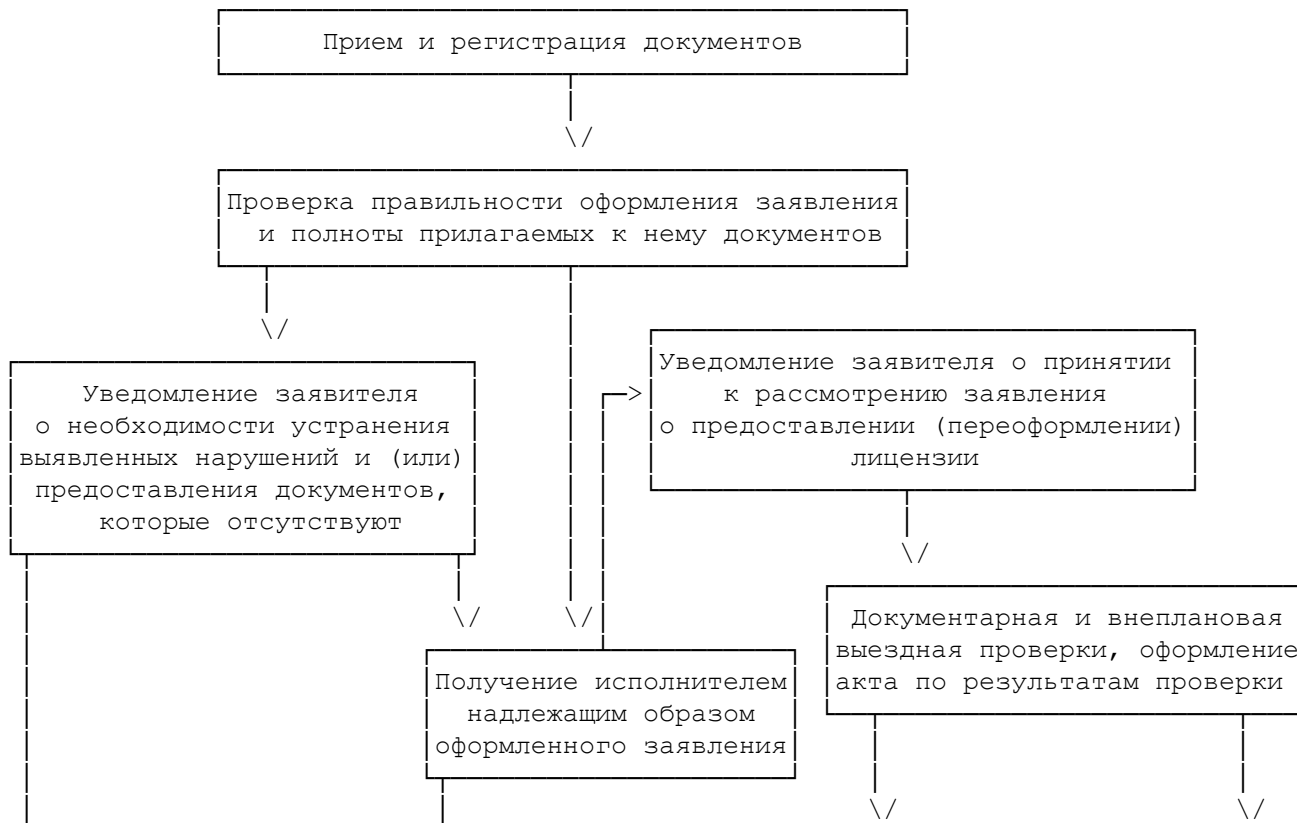 Прием и регистрация документов
Проверка правильности оформления заявления
и полноты прилагаемых к нему документов
Уведомление заявителя
о необходимости устранения
выявленных нарушений и (или)
предоставления документов,
которые отсутствуют
Уведомление заявителя о принятии
к рассмотрению заявления
о предоставлении (переоформлении)
лицензии
Получение исполнителем
надлежащим образом
оформленного заявления
Документарная и внеплановая
выездная проверки, оформление
акта по результатам проверки